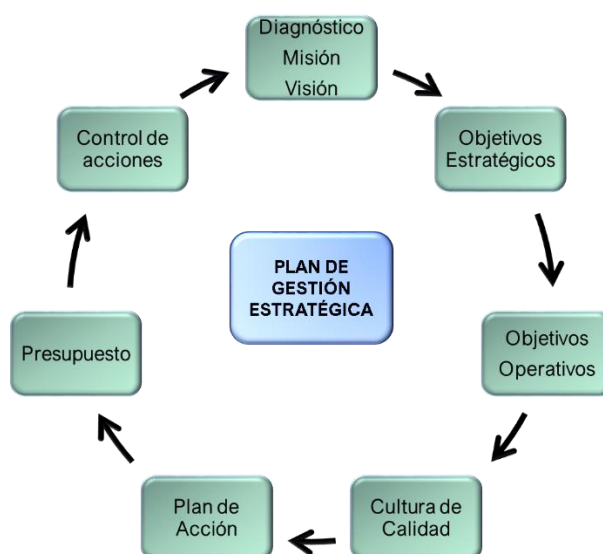 Diagnóstico
Misión
Visión
Objetivos
Estratégicos
Objetivos
Operativos
Cultura de
Calidad
Plan de
Acción
Presupuesto
Control de
acciones
PLAN DE
GESTIÓN
ESTRATÉGICA